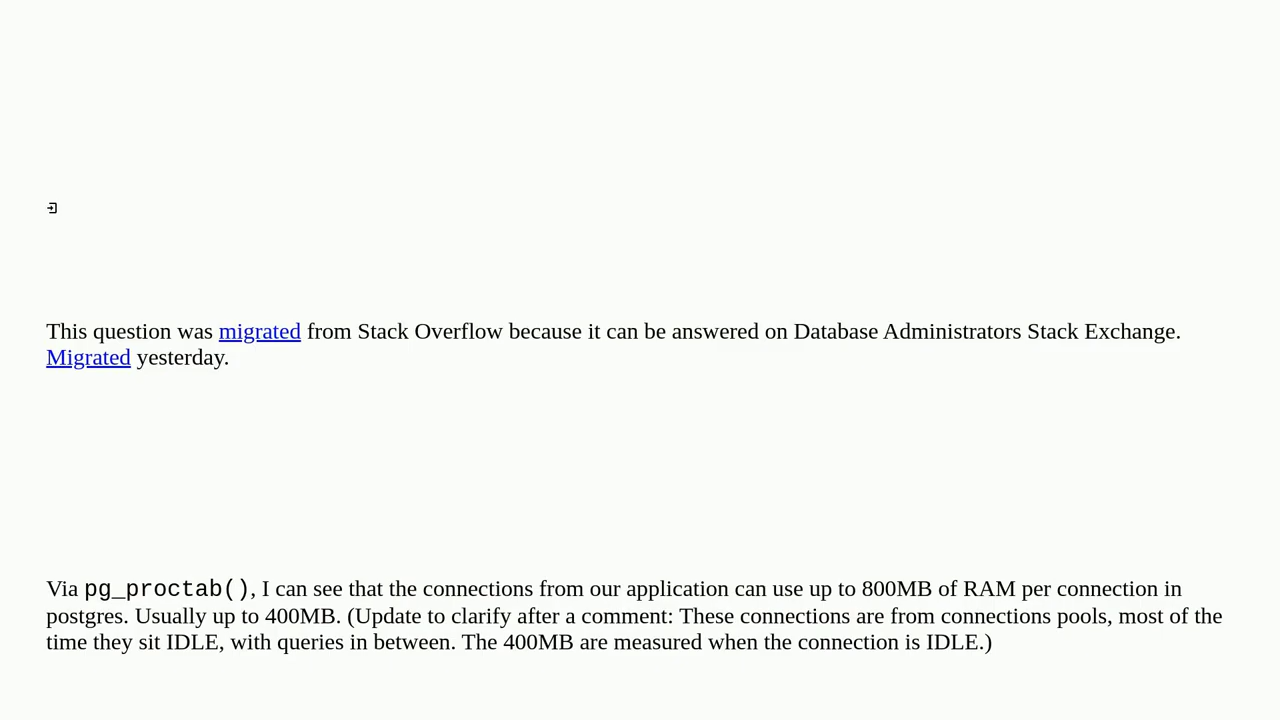 This question was migrated from Stack Overflow because it can be answered on Database Administrators Stack Exchange.
Migrated yesterday.
Via pg_proctab(), I can see that the connections from our application can use up to 800MB of RAM per connection in
postgres. Usually up to 400MB. (Update to clarify after a comment: These connections are from connections pools, most of the
time they sit IDLE, with queries in between. The 400MB are measured when the connection is IDLE.)